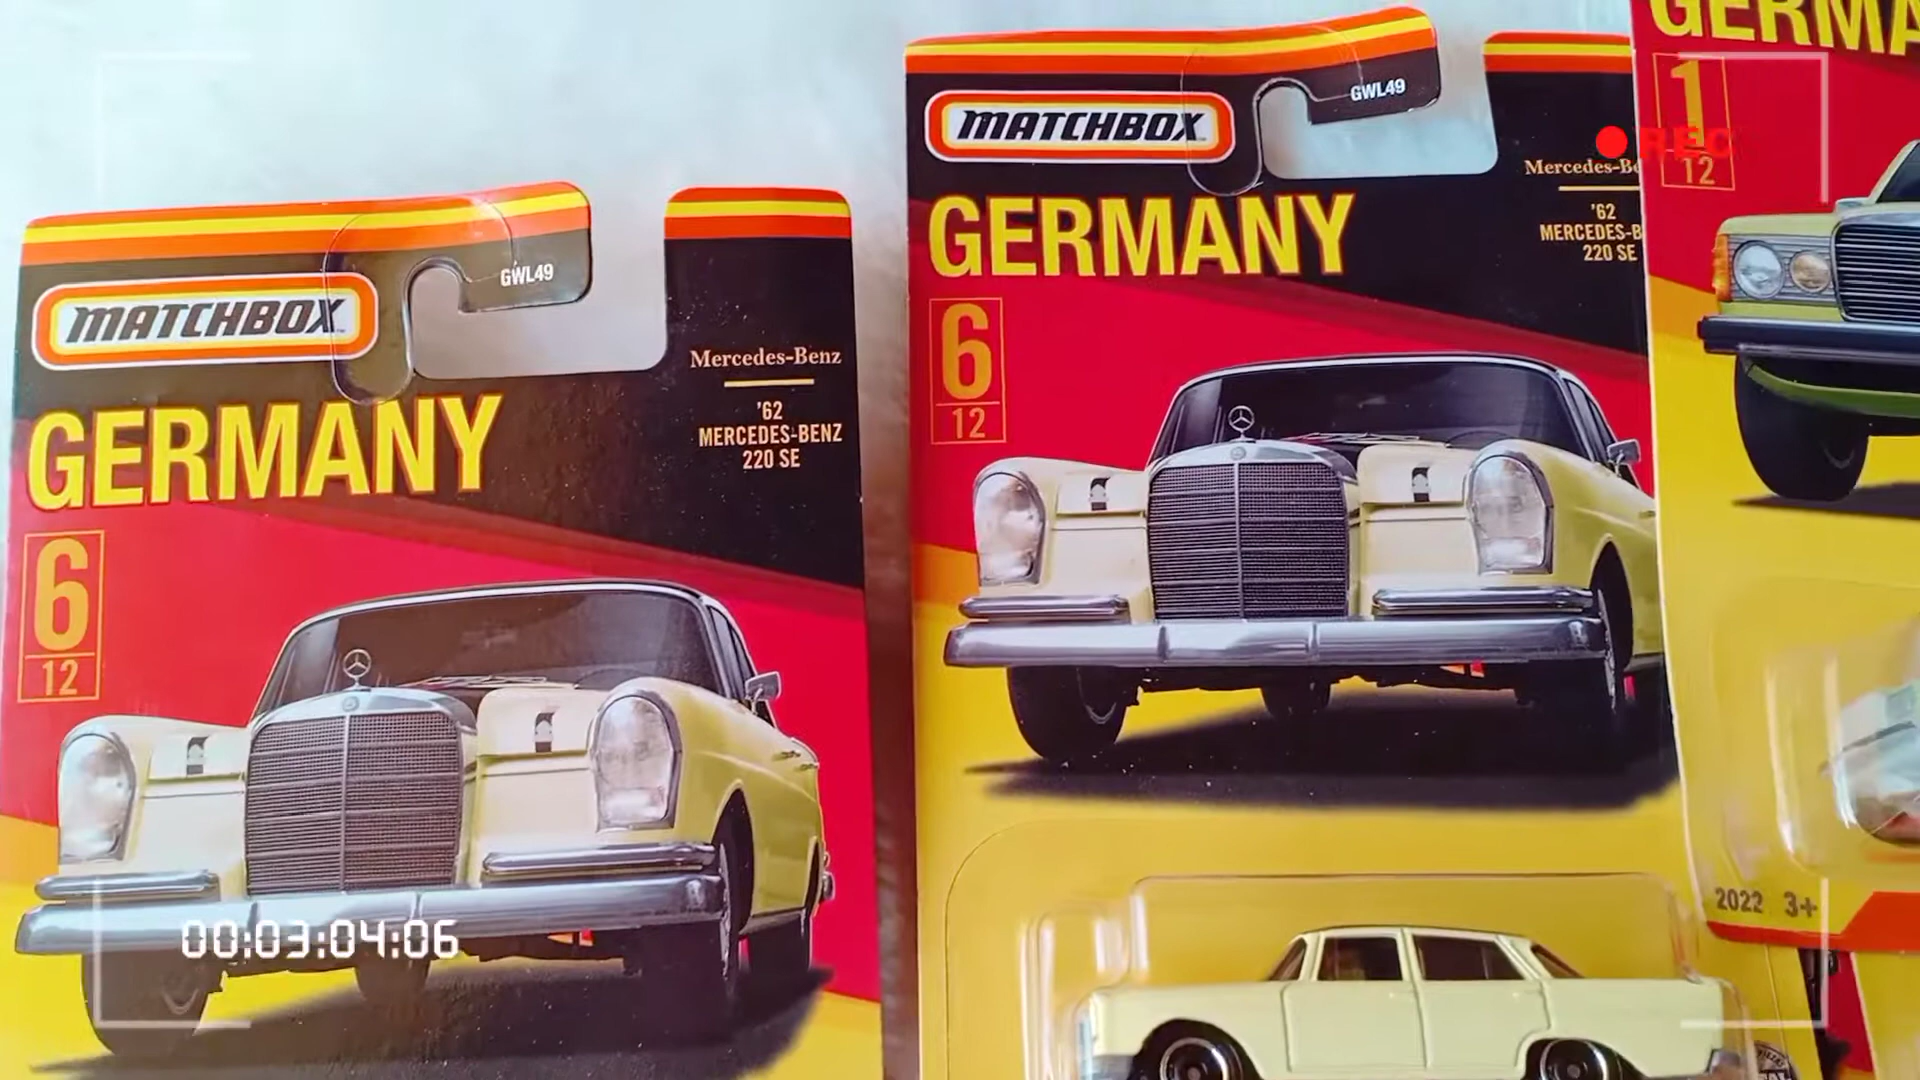 GWL49
MATCHBOX
GERMANY
Mercedes-Benz
'62
MERCEDES-BENZ
220 SE
6
12
00:03:04:06
GWL49
MATCHBOX
GERMANY
Mercedes-Be
'62
MERCEDES-B
220 SE
6
12
REC
GERMA
1
12
2022 3+